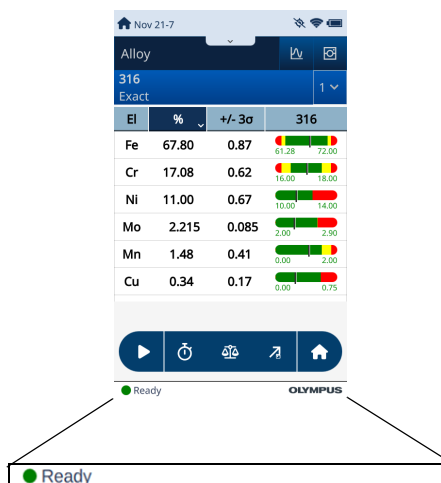 Nov 21-7
Alloy
316
Exact
1
El % +/- 3σ 316
Fe 67.80 0.87
61.28 72.00
Cr 17.08 0.62
16.00 18.00
Ni 11.00 0.67
10.00 14.00
Mo 2.215 0.085
2.00 2.90
Mn 1.48 0.41
0.00 2.00
Cu 0.34 0.17
0.00 0.75
Ready OLYMPUS
Ready